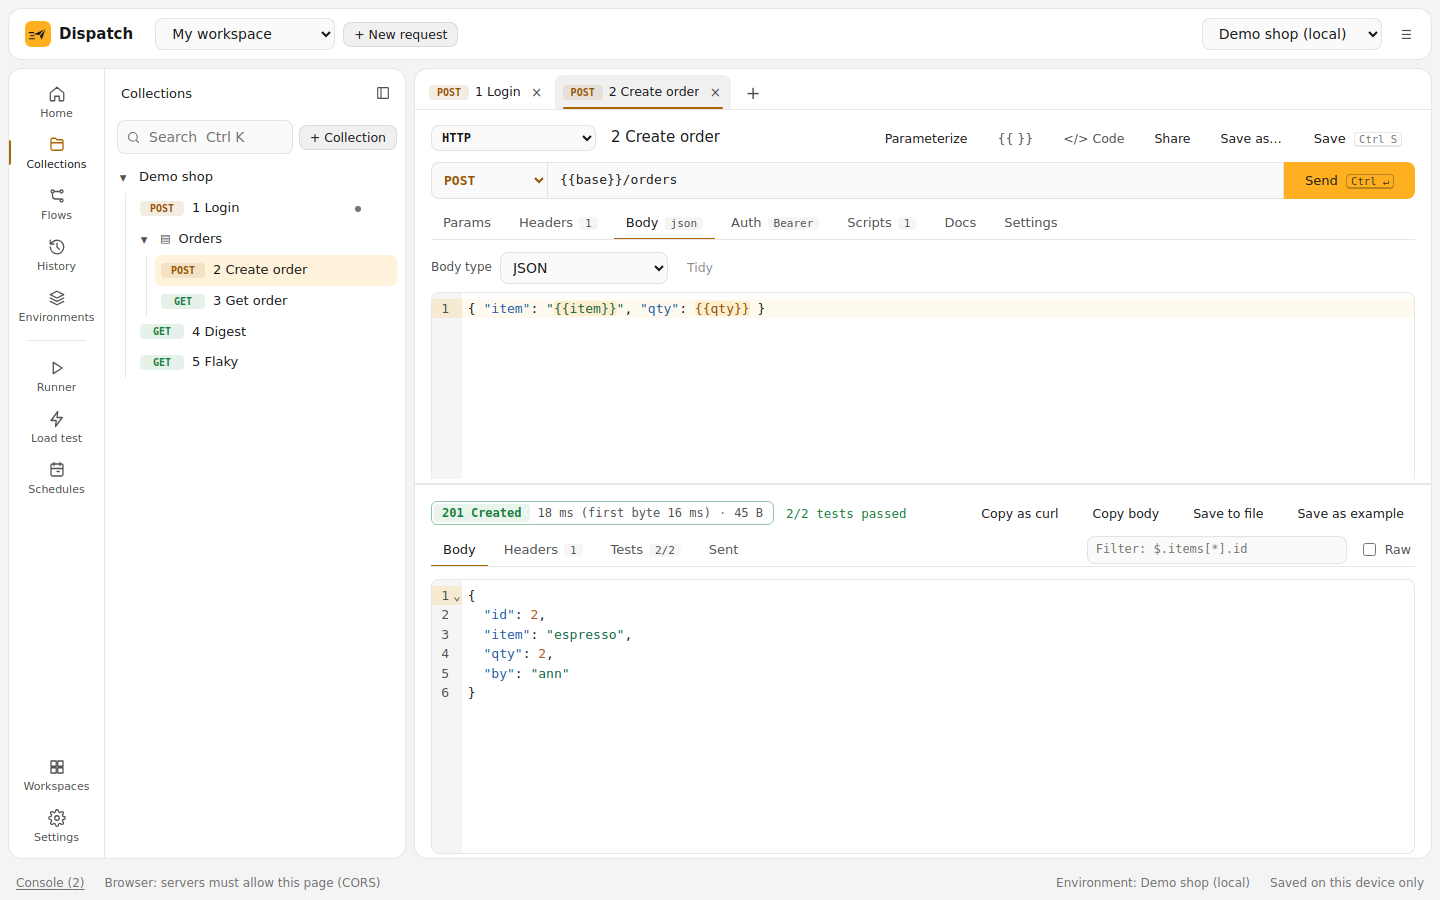 Dispatch My workspace + New request Demo shop (local) ☰
Home
Collections
Flows
History
Environments
Runner
Load test
Schedules
Workspaces
Settings
Collections
Search Ctrl K + Collection
▾ Demo shop
POST 1 Login
▾ Orders
POST 2 Create order
GET 3 Get order
GET 4 Digest
GET 5 Flaky
POST 1 Login × POST 2 Create order × +
HTTP 2 Create order Parameterize {{ }} </> Code Share Save as... Save Ctrl S
POST {{base}}/orders Send Ctrl ↵
Params Headers 1 Body json Auth Bearer Scripts 1 Docs Settings
Body type JSON Tidy
1 { "item": "{{item}}", "qty": {{qty}} }
201 Created 18 ms (first byte 16 ms) · 45 B 2/2 tests passed Copy as curl Copy body Save to file Save as example
Body Headers 1 Tests 2/2 Sent Filter: $.items[*].id Raw
1 {
2 "id": 2,
3 "item": "espresso",
4 "qty": 2,
5 "by": "ann"
6 }
Console (2) Browser: servers must allow this page (CORS) Environment: Demo shop (local) Saved on this device only